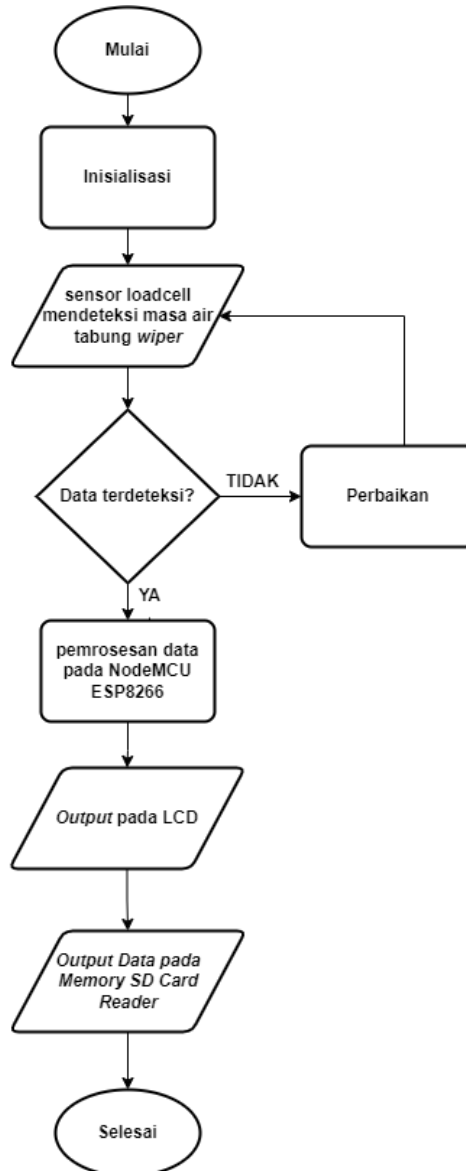 Mulai
Inisialisasi
sensor loadcell
mendeteksi masa air
tabung wiper
Data terdeteksi?
TIDAK
Perbaikan
YA
pemrosesan data
pada NodeMCU
ESP8266
Output pada LCD
Output Data pada
Memory SD Card
Reader
Selesai